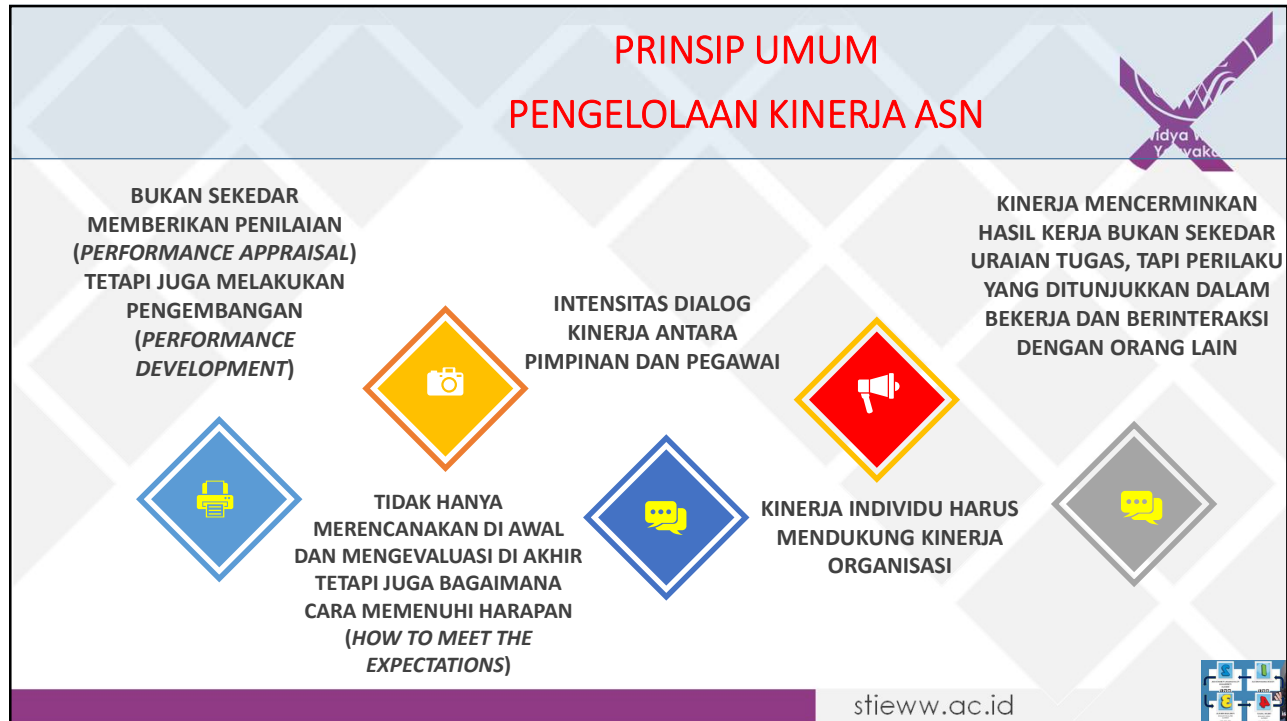 PRINSIP UMUM
PENGELOLAAN KINERJA ASN
BUKAN SEKEDAR
MEMBERIKAN PENILAIAN
(PERFORMANCE APPRAISAL)
TETAPI JUGA MELAKUKAN
PENGEMBANGAN
(PERFORMANCE
DEVELOPMENT)
TIDAK HANYA
MERENCANAKAN DI AWAL
DAN MENGEVALUASI DI AKHIR
TETAPI JUGA BAGAIMANA
CARA MEMENUHI HARAPAN
(HOW TO MEET THE
EXPECTATIONS)
INTENSITAS DIALOG
KINERJA ANTARA
PIMPINAN DAN PEGAWAI
KINERJA INDIVIDU HARUS
MENDUKUNG KINERJA
ORGANISASI
KINERJA MENCERMINKAN
HASIL KERJA BUKAN SEKEDAR
URAIAN TUGAS, TAPI PERILAKU
YANG DITUNJUKKAN DALAM
BEKERJA DAN BERINTERAKSI
DENGAN ORANG LAIN
stieww.ac.id